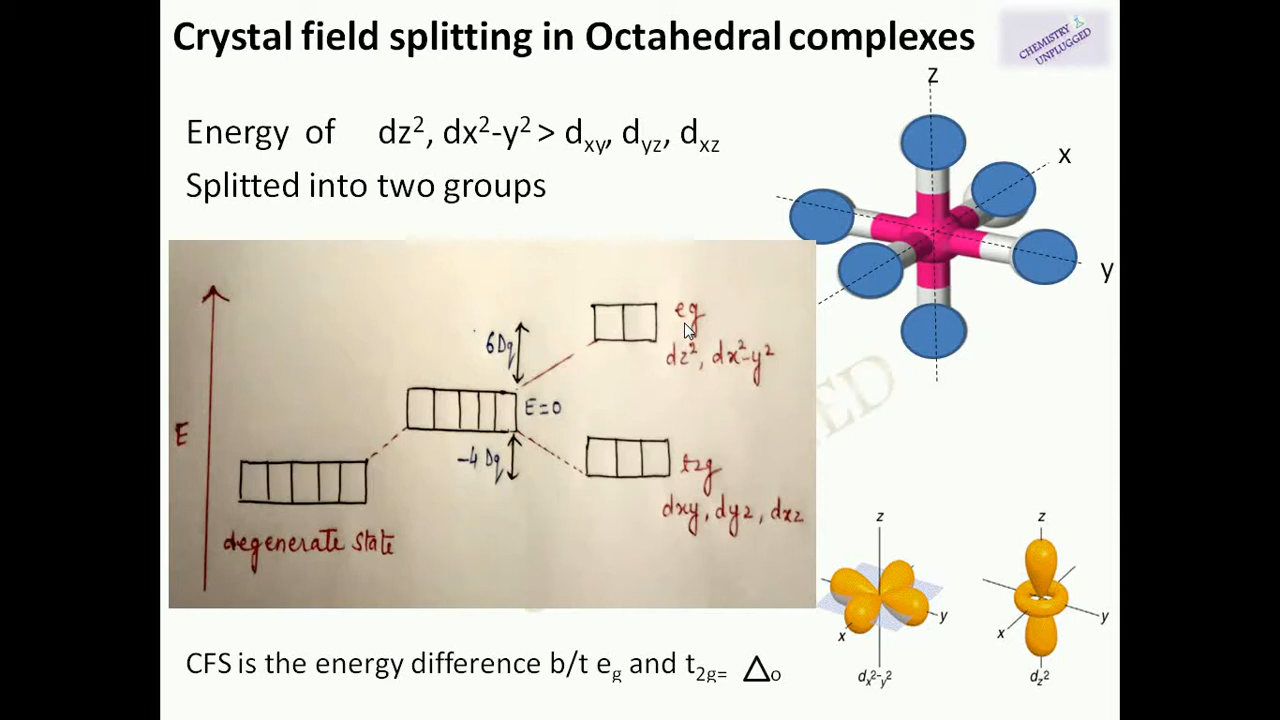 Crystal field splitting in Octahedral complexes
CHEMISTRY
UNPLUGGED
Energy of dz², dx²-y² > dxy, dyz, dxz
Splitted into two groups
z
x
y
E
6Dq
E=0
-4 Dq
eg
dz², dx²-y²
t2g
dxy, dyz, dxz
degenerate state
z
y
x
dx²-y²
z
y
x
dz²
CFS is the energy difference b/t eg and t2g= △o